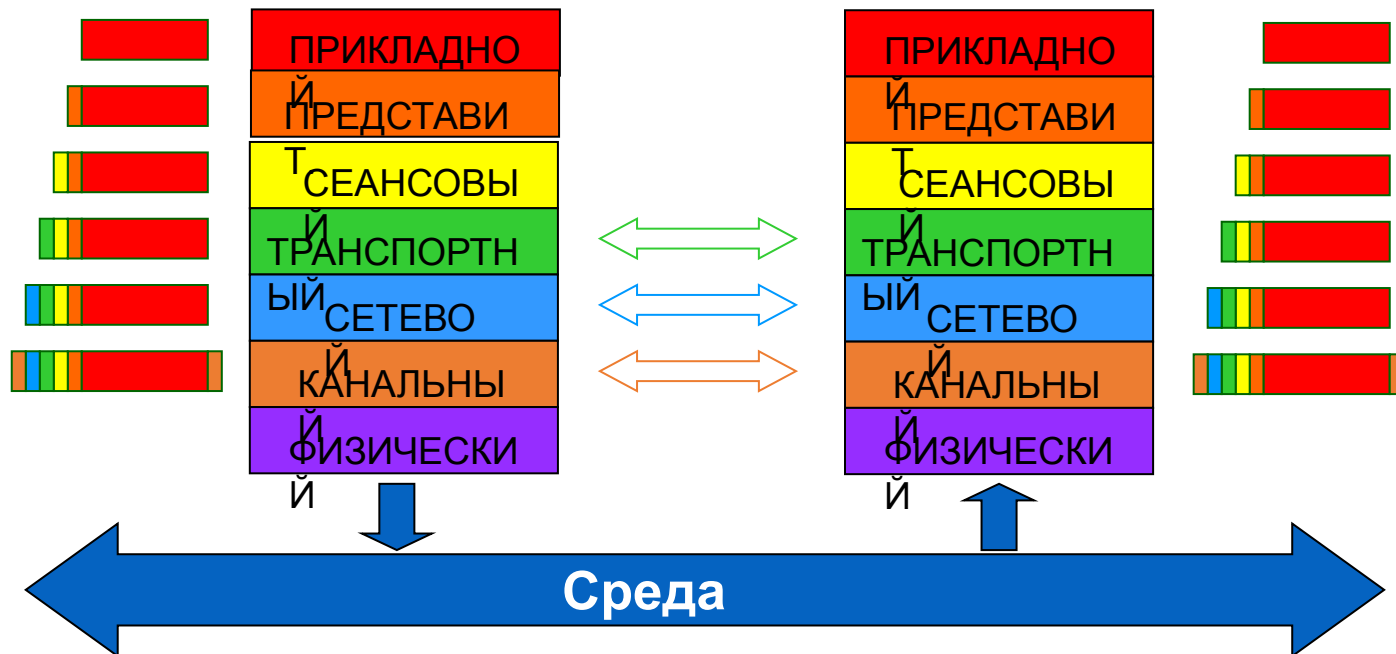 ПРИКЛАДНО
Й
ПРЕДСТАВИ
Т
СЕАНСОВЫ
Й
ТРАНСПОРТН
ЫЙ
СЕТЕВО
Й
КАНАЛЬНЫ
Й
ФИЗИЧЕСКИ
Й
ПРИКЛАДНО
Й
ПРЕДСТАВИ
Т
СЕАНСОВЫ
Й
ТРАНСПОРТН
ЫЙ
СЕТЕВО
Й
КАНАЛЬНЫ
Й
ФИЗИЧЕСКИ
Й
Среда